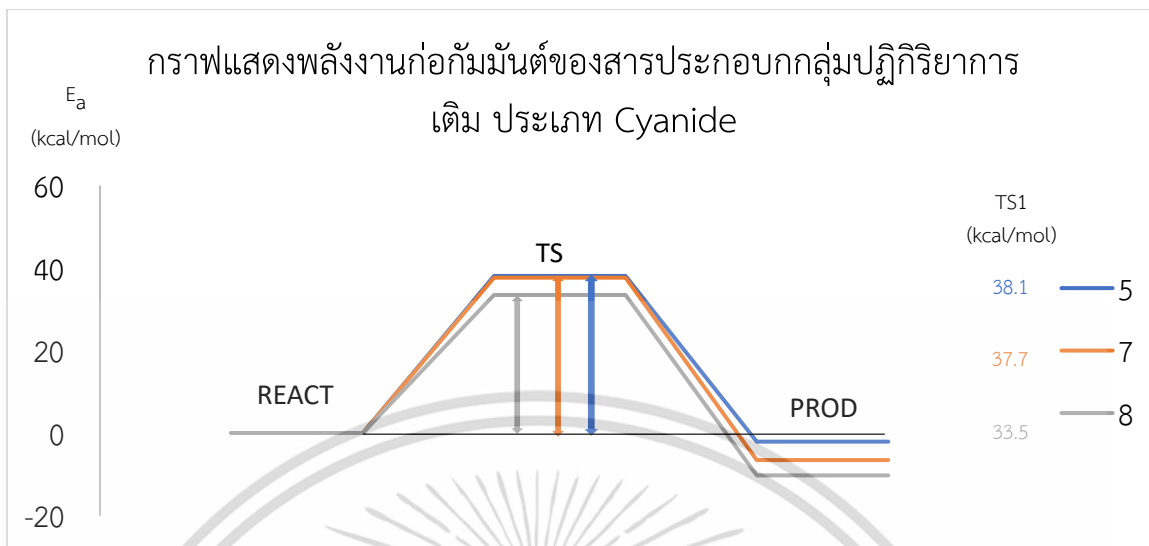 กราฟแสดงพลังงานก่อกัมมันต์ของสารประกอบกกลุ่มปฏิกิริยาการ
เติม ประเภท Cyanide
Ea
(kcal/mol)
60
40
20
0
-20
REACT
TS
PROD
TS1
(kcal/mol)
38.1
5
37.7
7
33.5
8